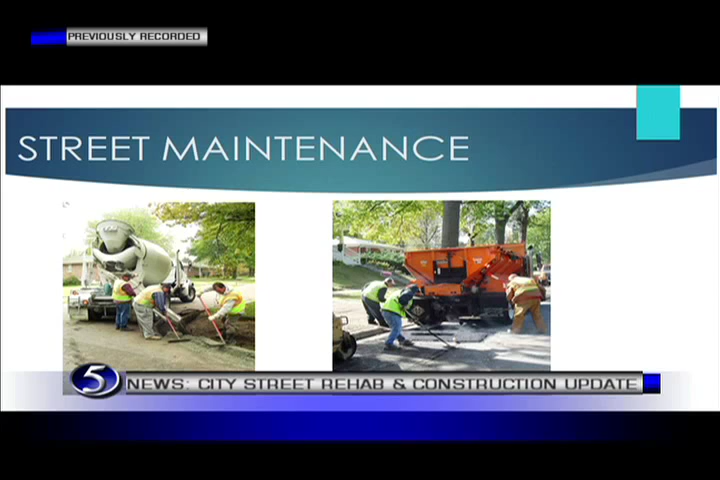 PREVIOUSLY RECORDED
STREET MAINTENANCE
5 NEWS: CITY STREET REHAB & CONSTRUCTION UPDATE